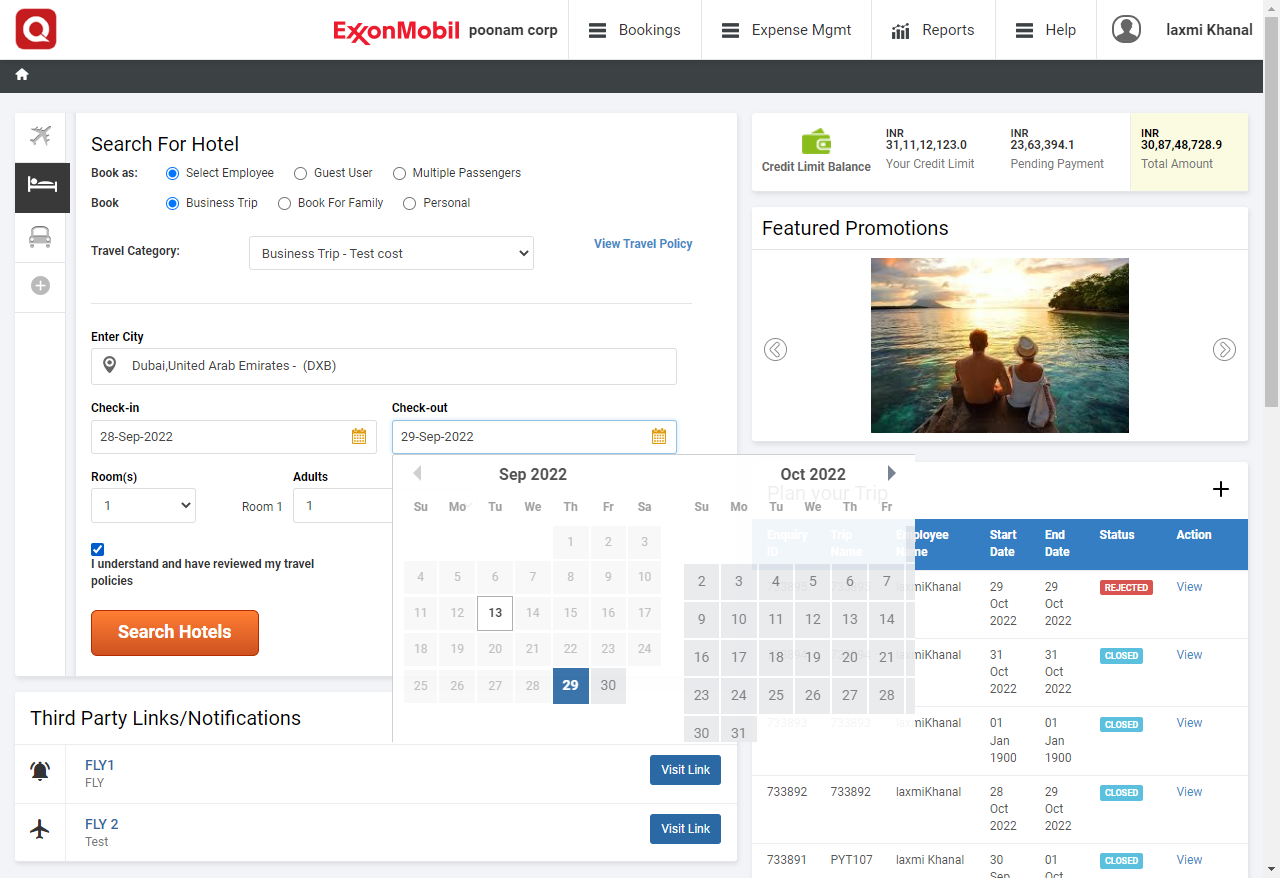 Q
ExxonMobil poonam corp
Bookings
Expense Mgmt
Reports
Help
laxmi Khanal
Search For Hotel
Book as: Select Employee Guest User Multiple Passengers
Book Business Trip Book For Family Personal
Travel Category: Business Trip - Test cost View Travel Policy
Enter City
Dubai,United Arab Emirates - (DXB)
Check-in Check-out
28-Sep-2022 29-Sep-2022
Room(s) Adults
1 Room 1 1
I understand and have reviewed my travel
policies
Search Hotels
Sep 2022
Su Mo Tu We Th Fr Sa
1 2 3
4 5 6 7 8 9 10
11 12 13 14 15 16 17
18 19 20 21 22 23 24
25 26 27 28 29 30
Oct 2022
Su Mo Tu We Th Fr
2 3 4 5 6 7
9 10 11 12 13 14
16 17 18 19 20 21
23 24 25 26 27 28
30 31
Third Party Links/Notifications
FLY1
FLY
Visit Link
FLY 2
Test
Visit Link
Credit Limit Balance
INR
31,11,12,123.0
Your Credit Limit
INR
23,63,394.1
Pending Payment
INR
30,87,48,728.9
Total Amount
Featured Promotions
Plan your Trip
Enquiry Trip Employee Start End Status Action
ID Name Name Date Date
733895 733895 laxmiKhanal 29 29 REJECTED View
Oct Oct
2022 2022
laxmiKhanal 31 31 CLOSED View
Oct Oct
2022 2022
733893 733893 laxmiKhanal 01 01 CLOSED View
Jan Jan
1900 1900
733892 733892 laxmiKhanal 28 29 CLOSED View
Oct Oct
2022 2022
733891 PYT107 laxmi Khanal 30 01 CLOSED View
Sep Oct